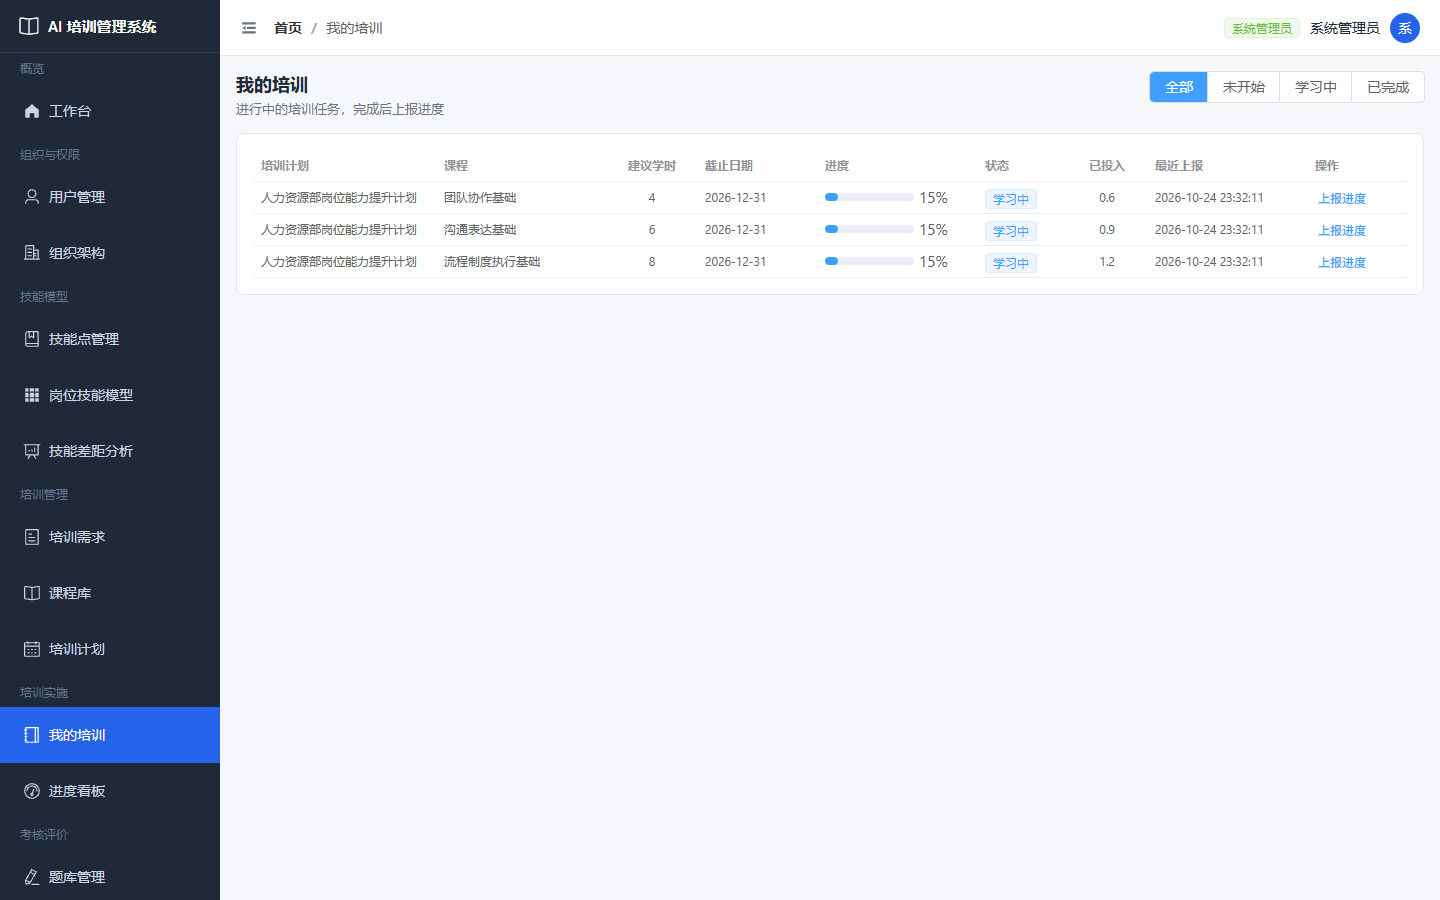 AI 培训管理系统
概览
工作台
组织与权限
用户管理
组织架构
技能模型
技能点管理
岗位技能模型
技能差距分析
培训管理
培训需求
课程库
培训计划
培训实施
我的培训
进度看板
考核评价
题库管理
首页 / 我的培训
系统管理员 系统管理员 系
我的培训
进行中的培训任务，完成后上报进度
全部 未开始 学习中 已完成
培训计划 课程 建议学时 截止日期 进度 状态 已投入 最近上报 操作
人力资源部岗位能力提升计划 团队协作基础 4 2026-12-31 15% 学习中 0.6 2026-10-24 23:32:11 上报进度
人力资源部岗位能力提升计划 沟通表达基础 6 2026-12-31 15% 学习中 0.9 2026-10-24 23:32:11 上报进度
人力资源部岗位能力提升计划 流程制度执行基础 8 2026-12-31 15% 学习中 1.2 2026-10-24 23:32:11 上报进度